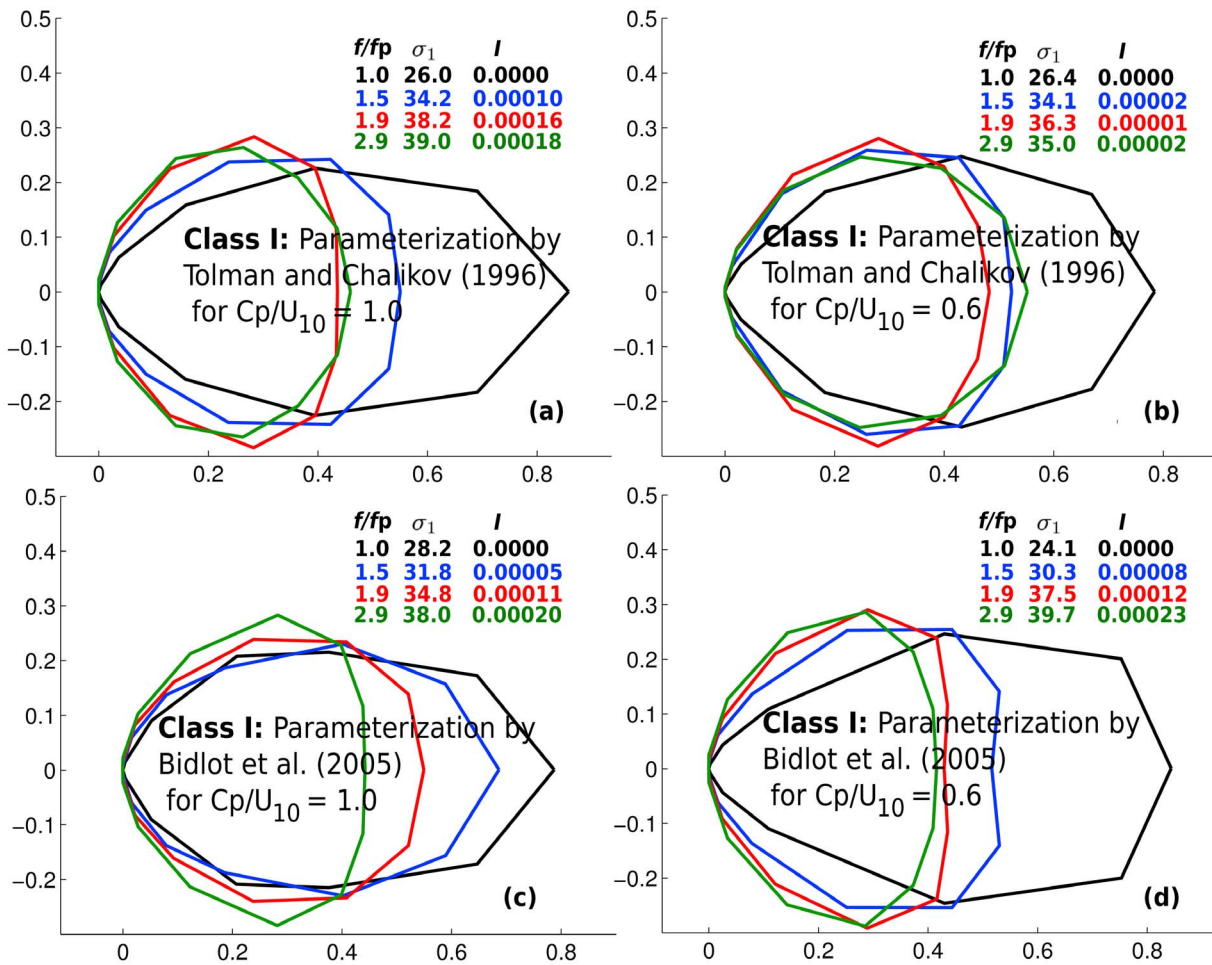 0.5
0.4
0.3
0.2
0.1
0
−0.1
−0.2
0 0.2 0.4 0.6 0.8
f/fp σ1 I
1.0 26.0 0.0000
1.5 34.2 0.00010
1.9 38.2 0.00016
2.9 39.0 0.00018
Class I: Parameterization by
Tolman and Chalikov (1996)
for Cp/U10 = 1.0
(a)
0.5
0.4
0.3
0.2
0.1
0
−0.1
−0.2
0 0.2 0.4 0.6 0.8
f/fp σ1 I
1.0 26.4 0.0000
1.5 34.1 0.00002
1.9 36.3 0.00001
2.9 35.0 0.00002
Class I: Parameterization by
Tolman and Chalikov (1996)
for Cp/U10 = 0.6
(b)
0.5
0.4
0.3
0.2
0.1
0
−0.1
−0.2
0 0.2 0.4 0.6 0.8
f/fp σ1 I
1.0 28.2 0.0000
1.5 31.8 0.00005
1.9 34.8 0.00011
2.9 38.0 0.00020
Class I: Parameterization by
Bidlot et al. (2005)
for Cp/U10 = 1.0
(c)
0.5
0.4
0.3
0.2
0.1
0
−0.1
−0.2
0 0.2 0.4 0.6 0.8
f/fp σ1 I
1.0 24.1 0.0000
1.5 30.3 0.00008
1.9 37.5 0.00012
2.9 39.7 0.00023
Class I: Parameterization by
Bidlot et al. (2005)
for Cp/U10 = 0.6
(d)